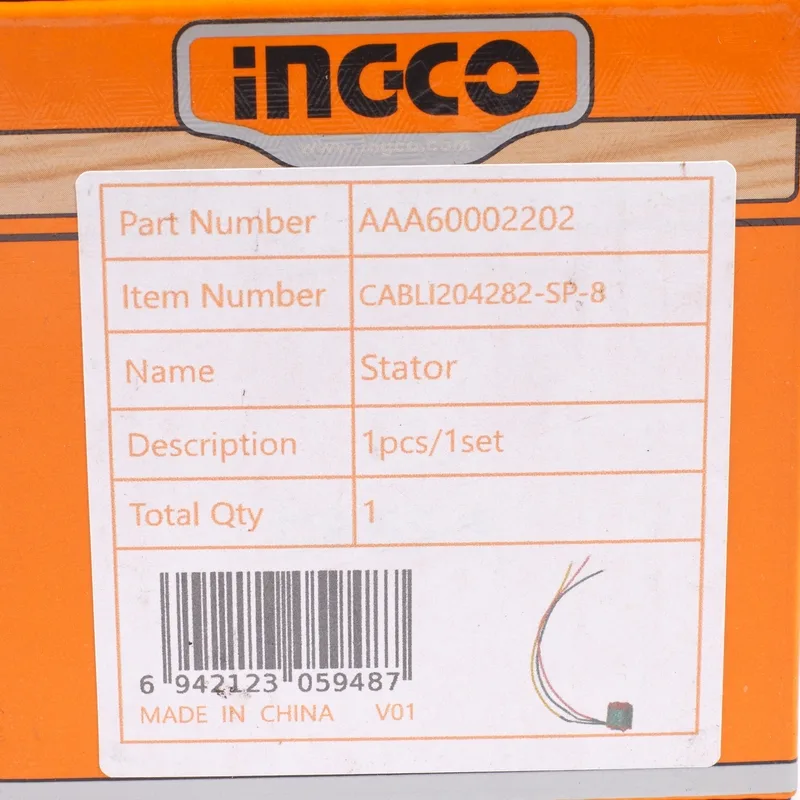 INGCO
www.ingco.com
Part Number AAA60002202
Item Number CABLI204282-SP-8
Name Stator
Description 1pcs/1set
Total Qty 1
6 942123 059487
MADE IN CHINA V01